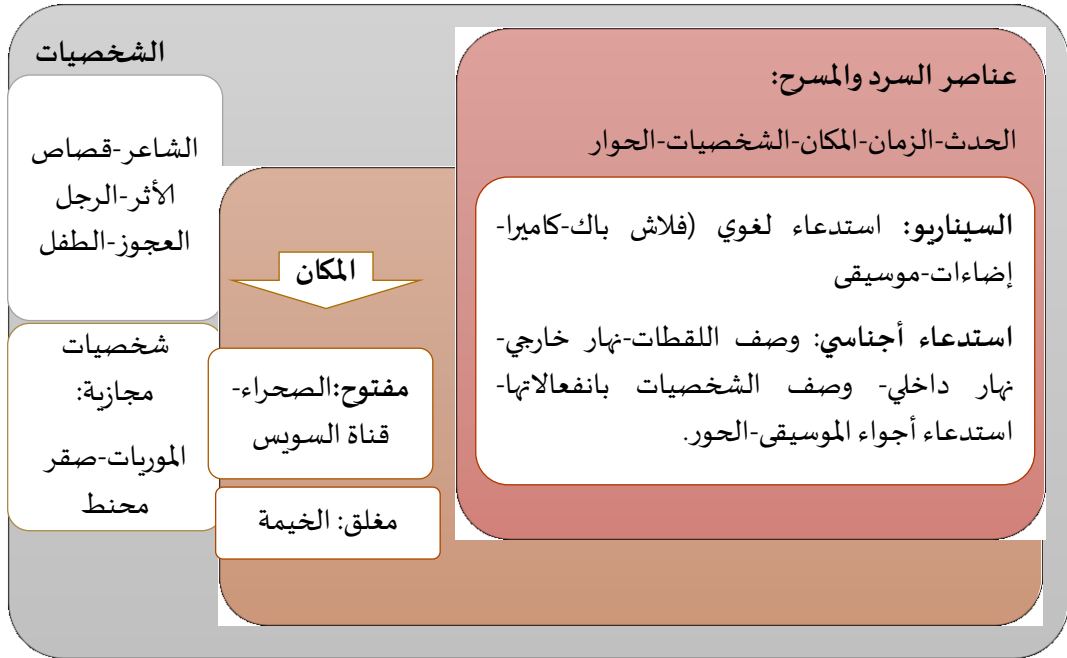 عناصر السرد والمسرح:
الحدث-الزمان-المكان-الشخصيات-الحوار
السيناريو: استدعاء لغوي (فلاش باك-كاميرا-
إضاءات-موسيقى
استدعاء أجناسي: وصف اللقطات-نهار خارجي-
نهار داخلي- وصف الشخصيات بانفعالاتها-
استدعاء أجواء الموسيقى-الحور.
المكان
مفتوح:الصحراء-
قناة السويس
مغلق: الخيمة
الشخصيات
الشاعر-قصاص
الأثر-الرجل
العجوز-الطفل
شخصيات
مجازية:
الموريات-صقر
محنط